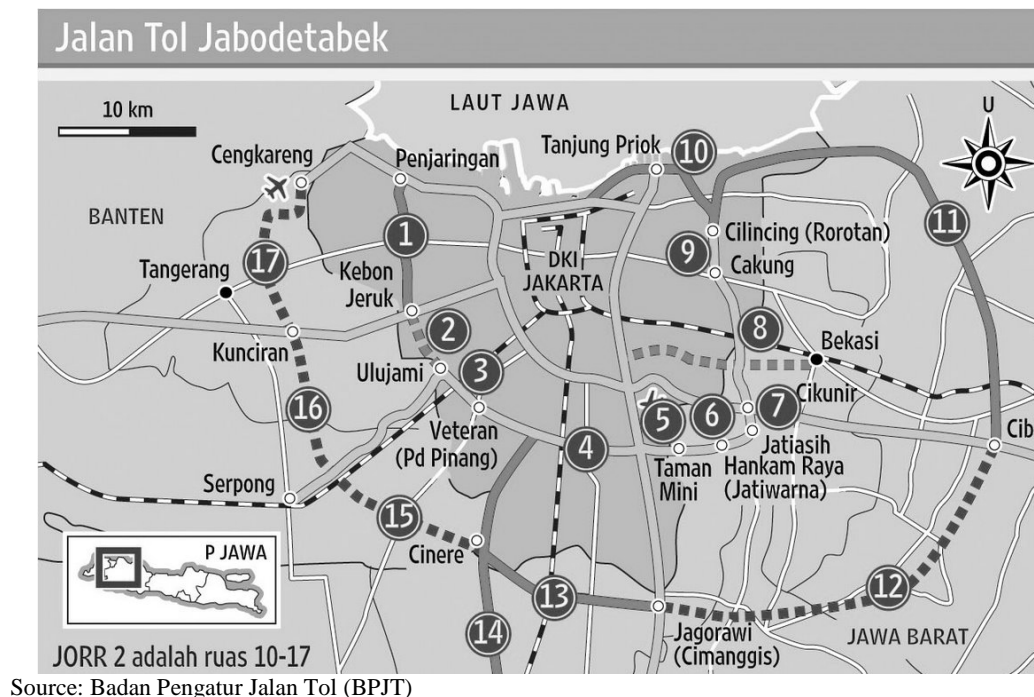 Jalan Tol Jabodetabek
10 km
LAUT JAWA
U
Cengkareng
Penjaringan
Tanjung Priok
10
BANTEN
11
1
17
Cilincing (Rorotan)
9
Cakung
DKI
JAKARTA
Tangerang
Kebon
Jeruk
2
8
Bekasi
Kunciran
Ulujami
3
Cikunir
16
5
6
7
Veteran
(Pd Pinang)
4
Taman
Mini
Jatiasih
Hankam Raya
(Jatiwarna)
Cib
Serpong
15
Cinere
P JAWA
12
13
14
Jagorawi
(Cimanggis)
JAWA BARAT
JORR 2 adalah ruas 10-17
Source: Badan Pengatur Jalan Tol (BPJT)